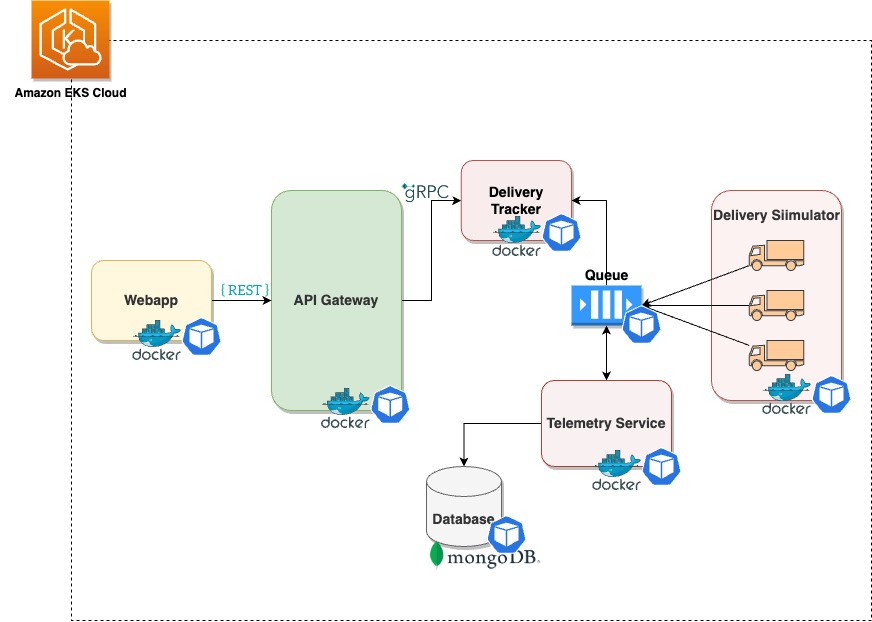 Amazon EKS Cloud
Webapp
docker
{ REST }
API Gateway
docker
gRPC
Delivery
Tracker
docker
Queue
Delivery Siimulator
docker
Telemetry Service
docker
Database
mongoDB.